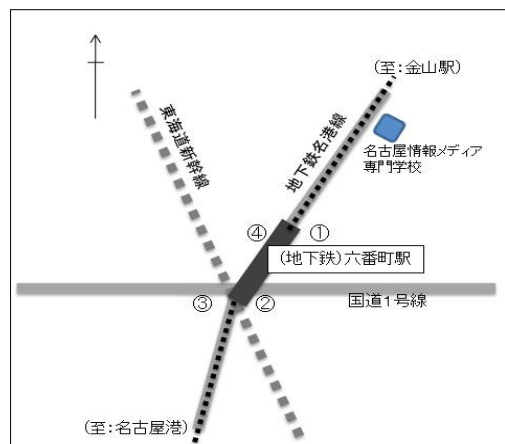 (至:金山駅)
東海道新幹線
地下鉄名港線
名古屋情報メディア
専門学校
④
①
(地下鉄)六番町駅
③
②
国道1号線
(至:名古屋港)